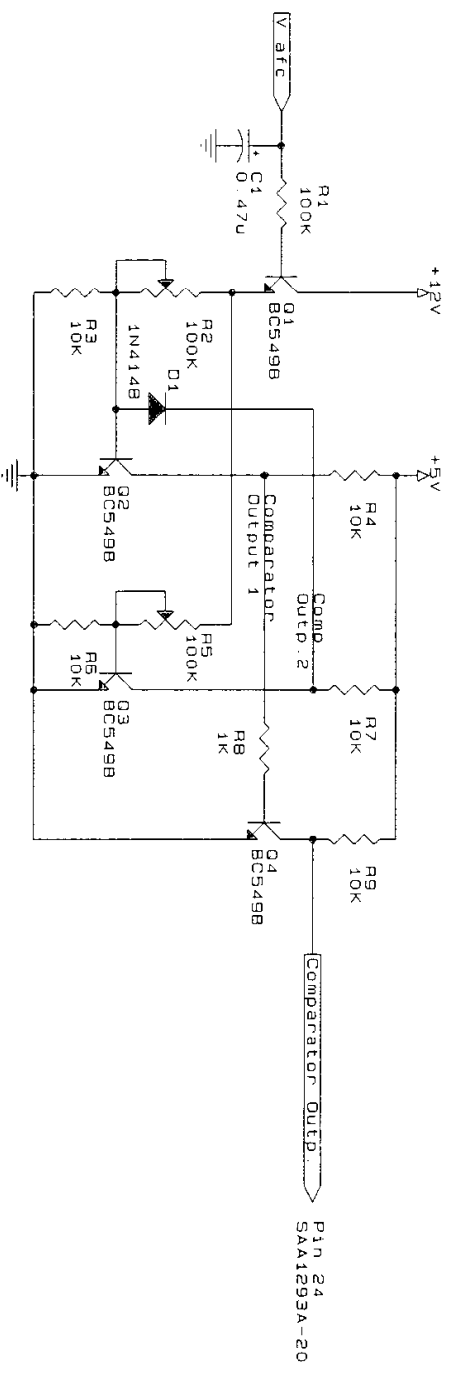 V afc
+
C1
0.47u
R1
100K
Q1
BC549B
+12V
R2
100K
R3
10K
1N4148
D1
Q2
BC549B
+5V
R4
10K
Comparator
Output 1
Comp
Outp.2
R5
100K
R6
10K
Q3
BC549B
R7
10K
R8
1K
Q4
BC549B
R9
10K
Comparator Outp.
Pin 24
SAA1293A-20